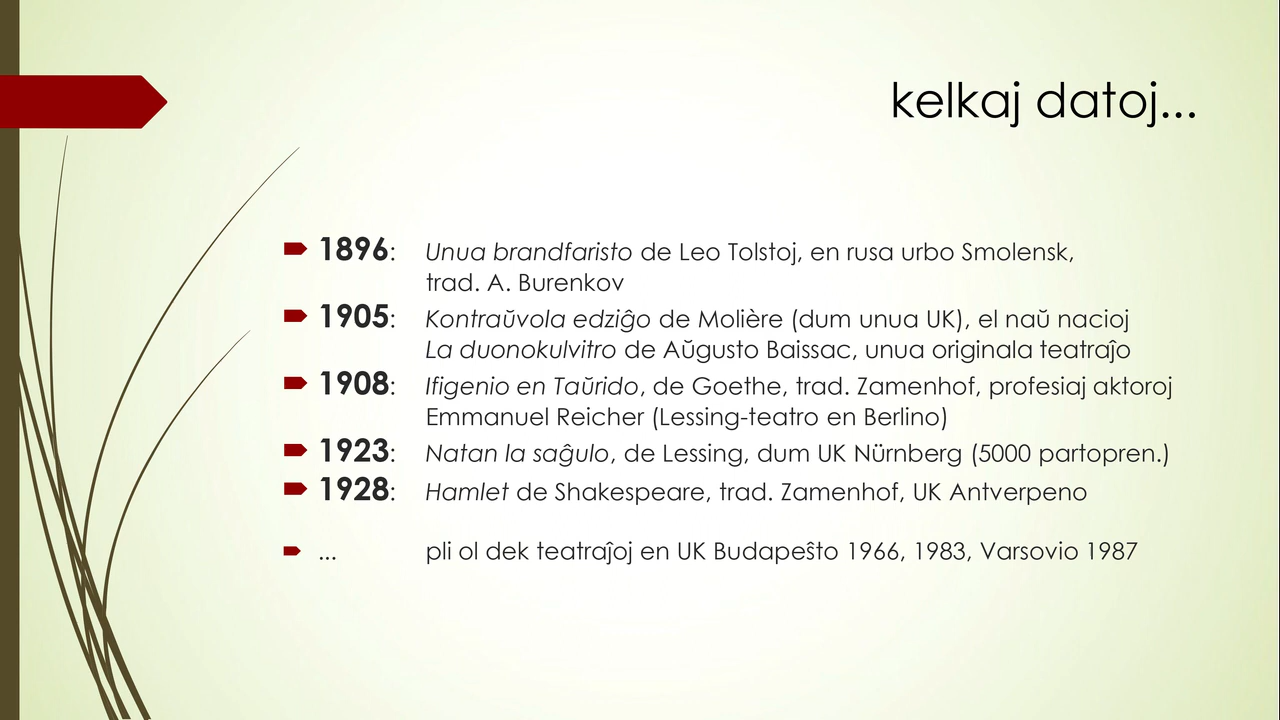 kelkaj datoj...
1896: Unua brandfaristo de Leo Tolstoj, en rusa urbo Smolensk,
trad. A. Burenkov
1905: Kontraŭvola edziĝo de Molière (dum unua UK), el naŭ nacioj
La duonokulvitro de Aŭgusto Baissac, unua originala teatraĵo
1908: Ifigenio en Taŭrido, de Goethe, trad. Zamenhof, profesiaj aktoroj
Emmanuel Reicher (Lessing-teatro en Berlino)
1923: Natan la saĝulo, de Lessing, dum UK Nürnberg (5000 partopren.)
1928: Hamlet de Shakespeare, trad. Zamenhof, UK Antverpeno
... pli ol dek teatraĵoj en UK Budapeŝto 1966, 1983, Varsovio 1987